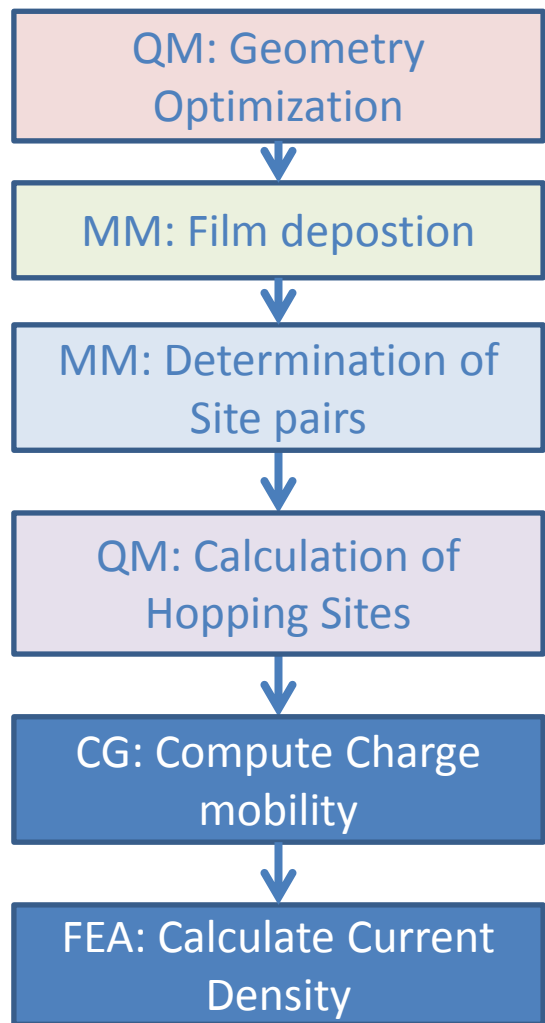 QM: Geometry
Optimization
MM: Film depostion
MM: Determination of
Site pairs
QM: Calculation of
Hopping Sites
CG: Compute Charge
mobility
FEA: Calculate Current
Density